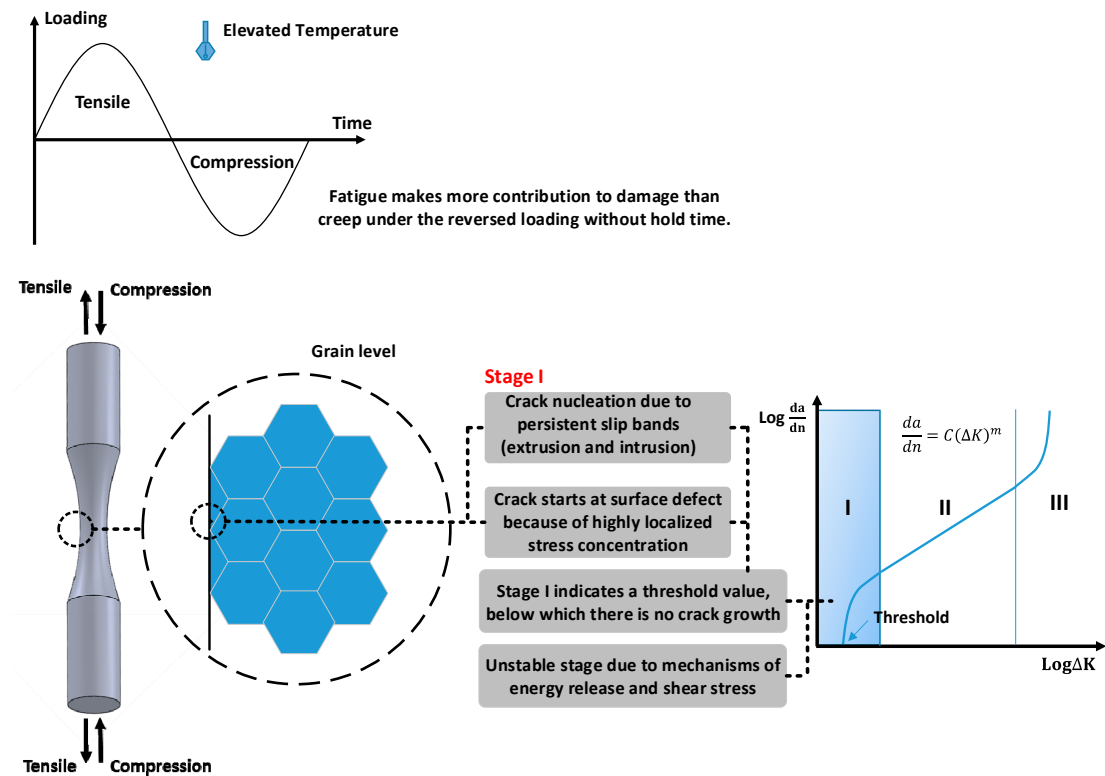 Loading
Elevated Temperature
Tensile
Time
Compression
Fatigue makes more contribution to damage than
creep under the reversed loading without hold time.
Tensile
Compression
Grain level
Stage I
Crack nucleation due to
persistent slip bands
(extrusion and intrusion)
Crack starts at surface defect
because of highly localized
stress concentration
Stage I indicates a threshold value,
below which there is no crack growth
Unstable stage due to mechanisms of
energy release and shear stress
Log da/dn
da/dn = C(ΔK)^m
I
II
III
Threshold
LogΔK
Tensile
Compression